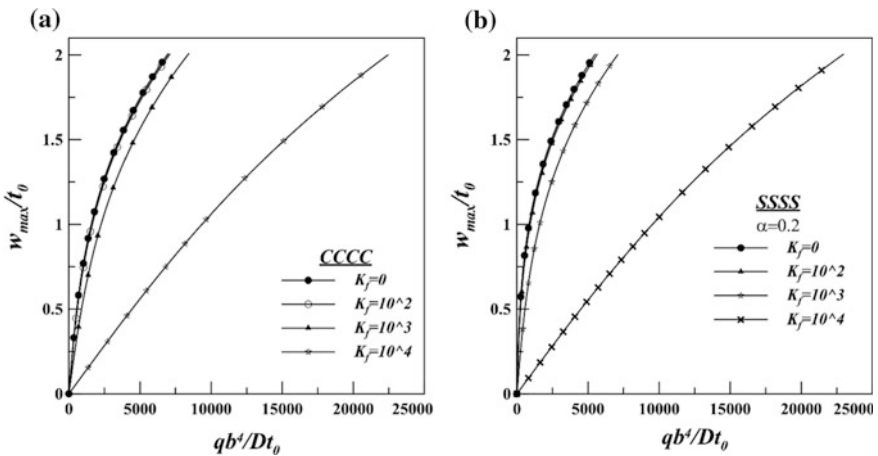 (a)
2
1.5
1
0.5
0
w_max/t_0
0 5000 10000 15000 20000 25000
qb^4/Dt_0
CCCC
K_f=0
K_f=10^2
K_f=10^3
K_f=10^4
(b)
2
1.5
1
0.5
0
w_max/t_0
0 5000 10000 15000 20000 25000
qb^4/Dt_0
SSSS
α=0.2
K_f=0
K_f=10^2
K_f=10^3
K_f=10^4